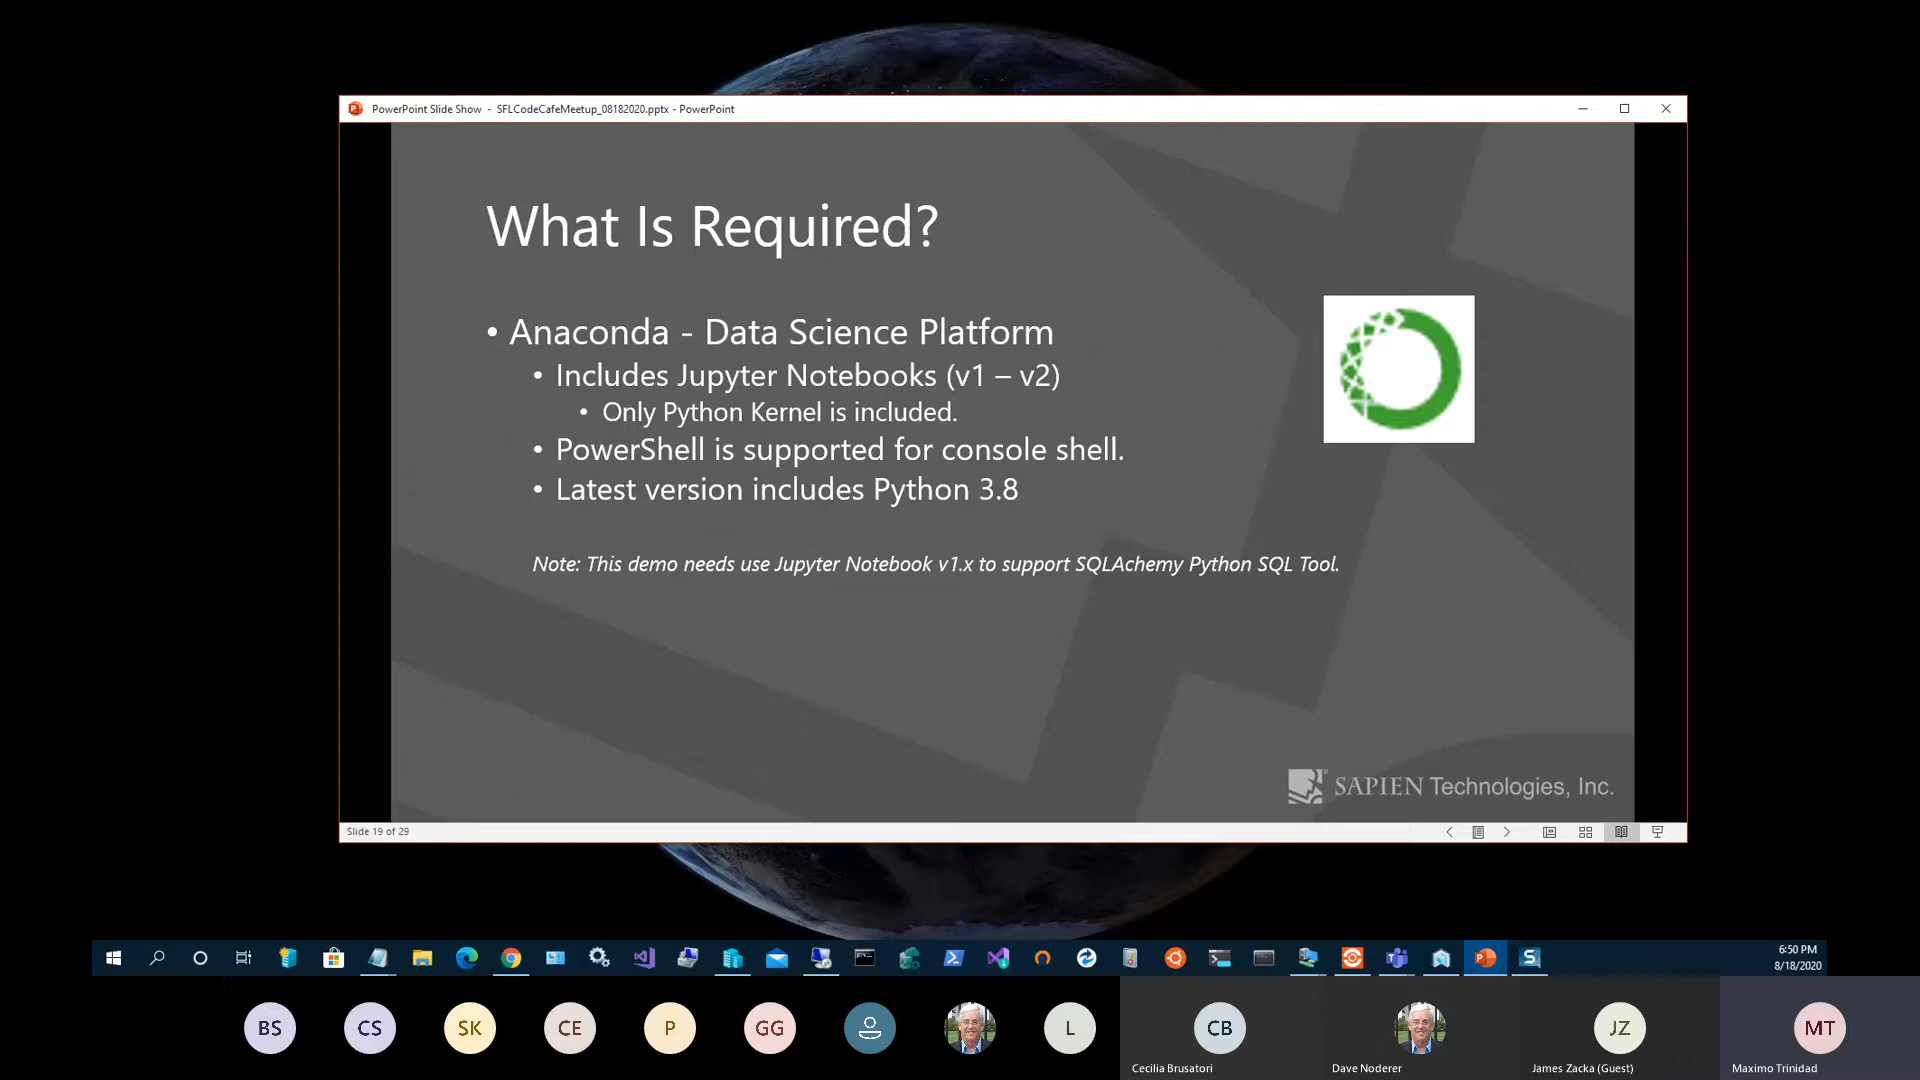 PowerPoint Slide Show - SFLCodeCafeMeetup_08182020.pptx - PowerPoint
What Is Required?
• Anaconda - Data Science Platform
• Includes Jupyter Notebooks (v1 – v2)
• Only Python Kernel is included.
• PowerShell is supported for console shell.
• Latest version includes Python 3.8
Note: This demo needs use Jupyter Notebook v1.x to support SQLAchemy Python SQL Tool.
SAPIEN Technologies, Inc.
Slide 19 of 29
6:50 PM
8/18/2020
BS
CS
SK
CE
P
GG
L
CB
JZ
MT
Cecilia Brusatori
Dave Noderer
James Zacka (Guest)
Maximo Trinidad